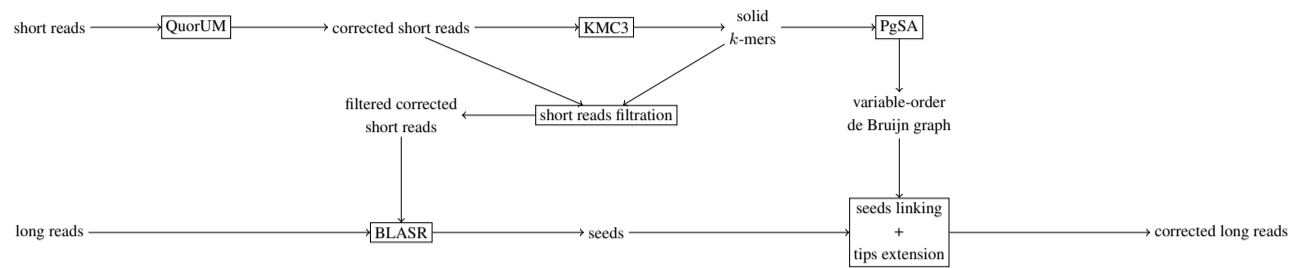 short reads
QuorUM
corrected short reads
KMC3
solid
k-mers
PgSA
filtered corrected
short reads
short reads filtration
variable-order
de Bruijn graph
long reads
BLASR
seeds
seeds linking
+
tips extension
corrected long reads